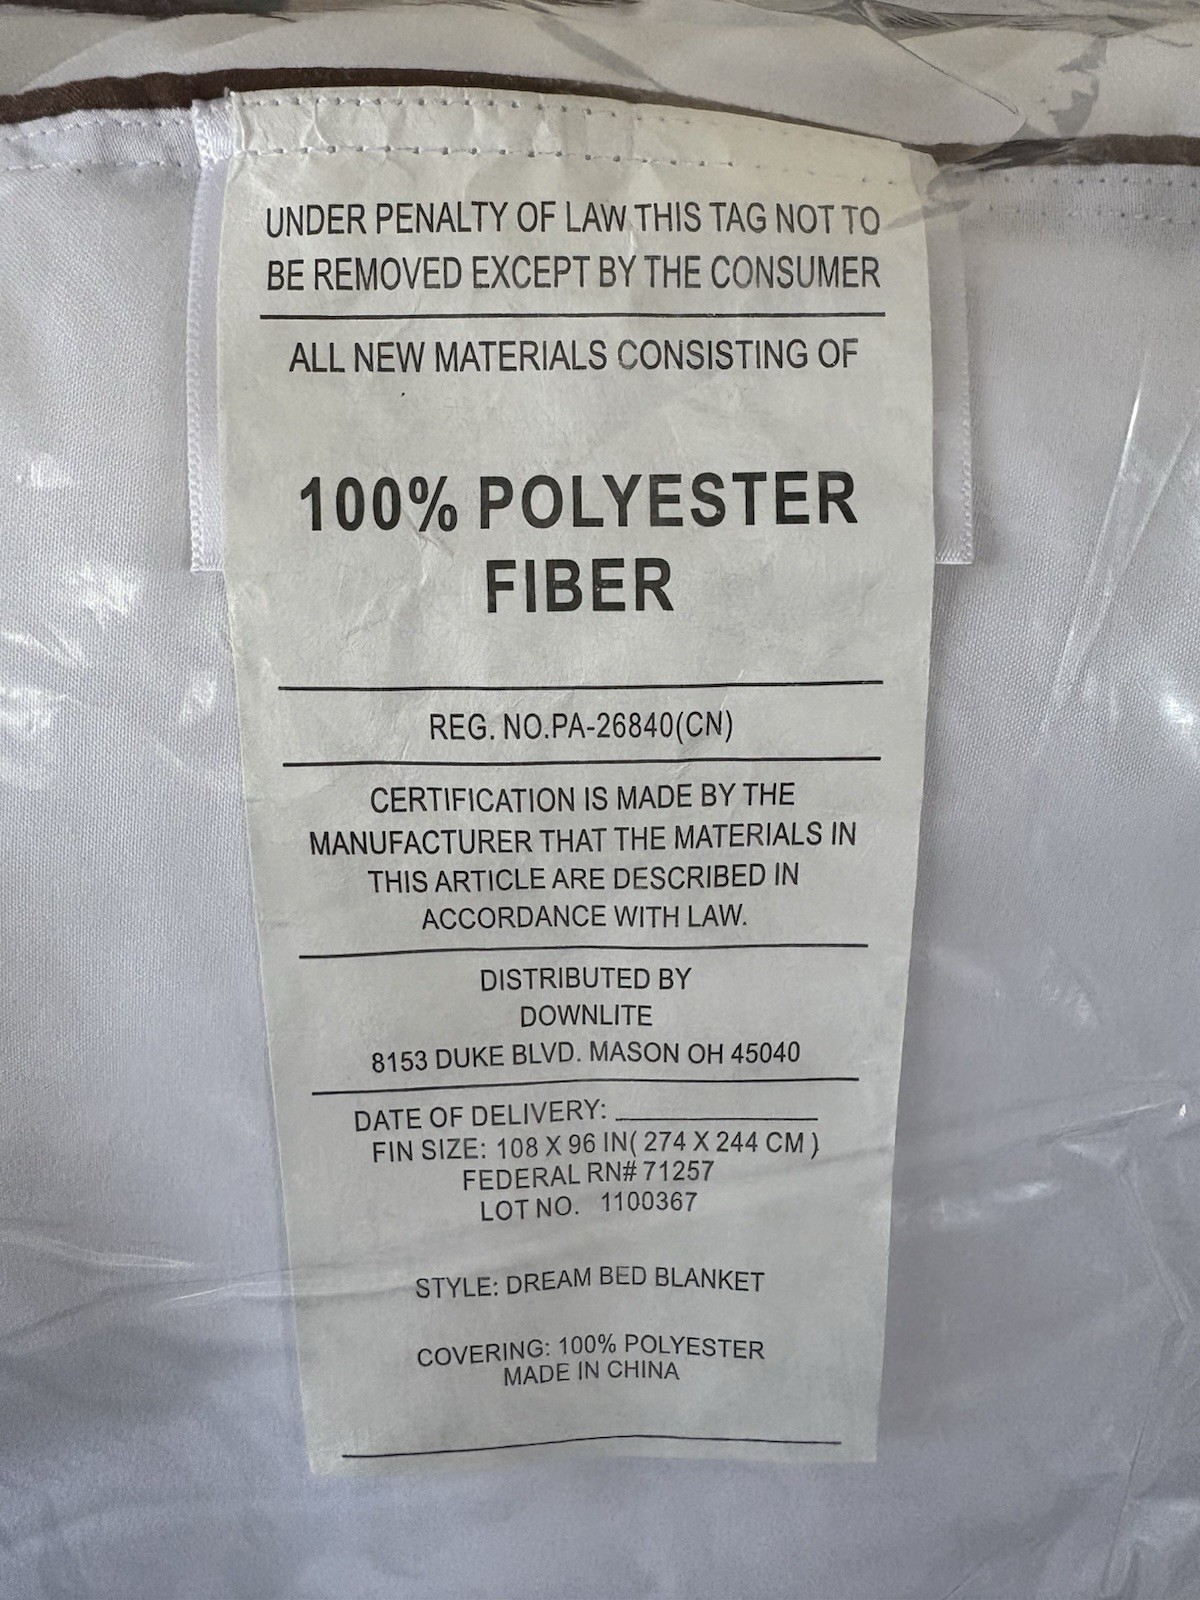 UNDER PENALTY OF LAW THIS TAG NOT TO
BE REMOVED EXCEPT BY THE CONSUMER
ALL NEW MATERIALS CONSISTING OF
100% POLYESTER
FIBER
REG. NO.PA-26840(CN)
CERTIFICATION IS MADE BY THE
MANUFACTURER THAT THE MATERIALS IN
THIS ARTICLE ARE DESCRIBED IN
ACCORDANCE WITH LAW.
DISTRIBUTED BY
DOWNLITE
8153 DUKE BLVD. MASON OH 45040
DATE OF DELIVERY:
FIN SIZE: 108 X 96 IN( 274 X 244 CM )
FEDERAL RN# 71257
LOT NO. 1100367
STYLE: DREAM BED BLANKET
COVERING: 100% POLYESTER
MADE IN CHINA